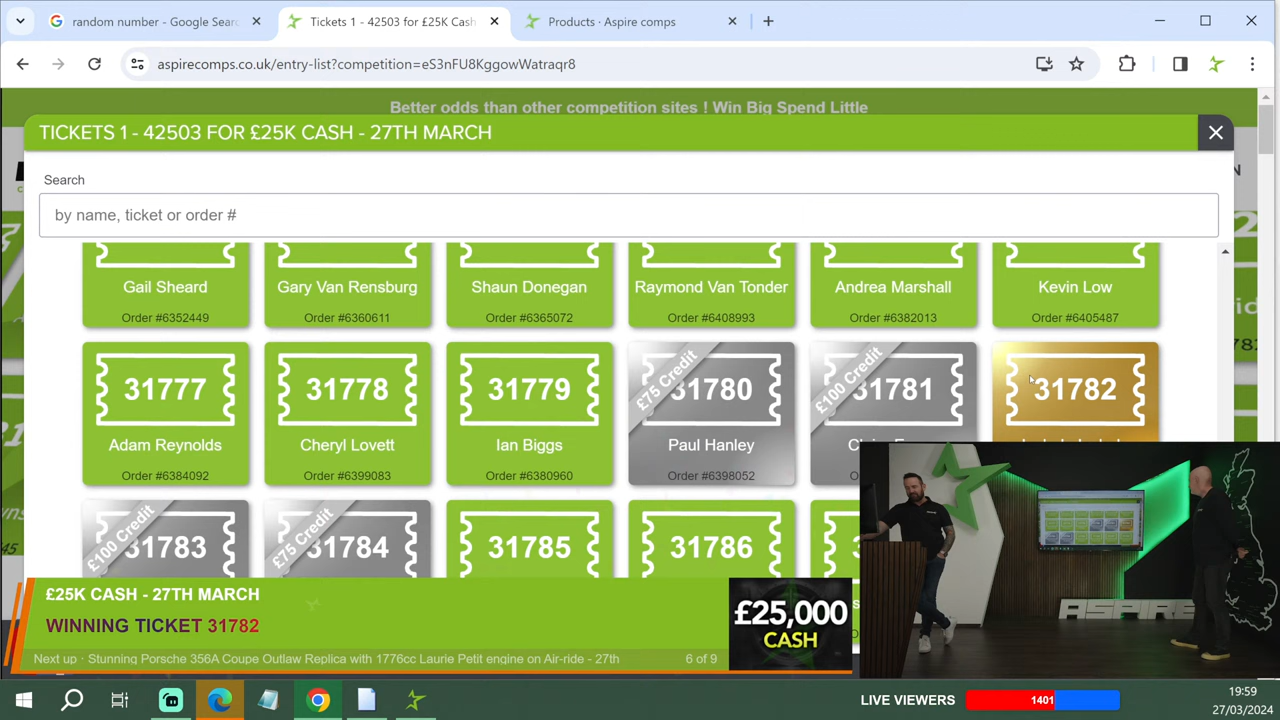 random number - Google Searc
Tickets 1 - 42503 for £25K Cash
Products · Aspire comps
aspirecomps.co.uk/entry-list?competition=eS3nFU8KggowWatraqr8
Better odds than other competition sites ! Win Big Spend Little
TICKETS 1 - 42503 FOR £25K CASH - 27TH MARCH
Search
by name, ticket or order #
Gail Sheard
Gary Van Rensburg
Shaun Donegan
Raymond Van Tonder
Andrea Marshall
Kevin Low
Order #6352449
Order #6360611
Order #6365072
Order #6408993
Order #6382013
Order #6405487
31777
31778
31779
£75 Credit
31780
£100 Credit
31781
31782
Adam Reynolds
Cheryl Lovett
Ian Biggs
Paul Hanley
Order #6384092
Order #6399083
Order #6380960
Order #6398052
£100 Credit
31783
£75 Credit
31784
31785
31786
£25K CASH - 27TH MARCH
WINNING TICKET 31782
£25,000
CASH
Next up · Stunning Porsche 356A Coupe Outlaw Replica with 1776cc Laurie Petit engine on Air-ride - 27th
6 of 9
ASPIRE
LIVE VIEWERS
1401
19:59
27/03/2024